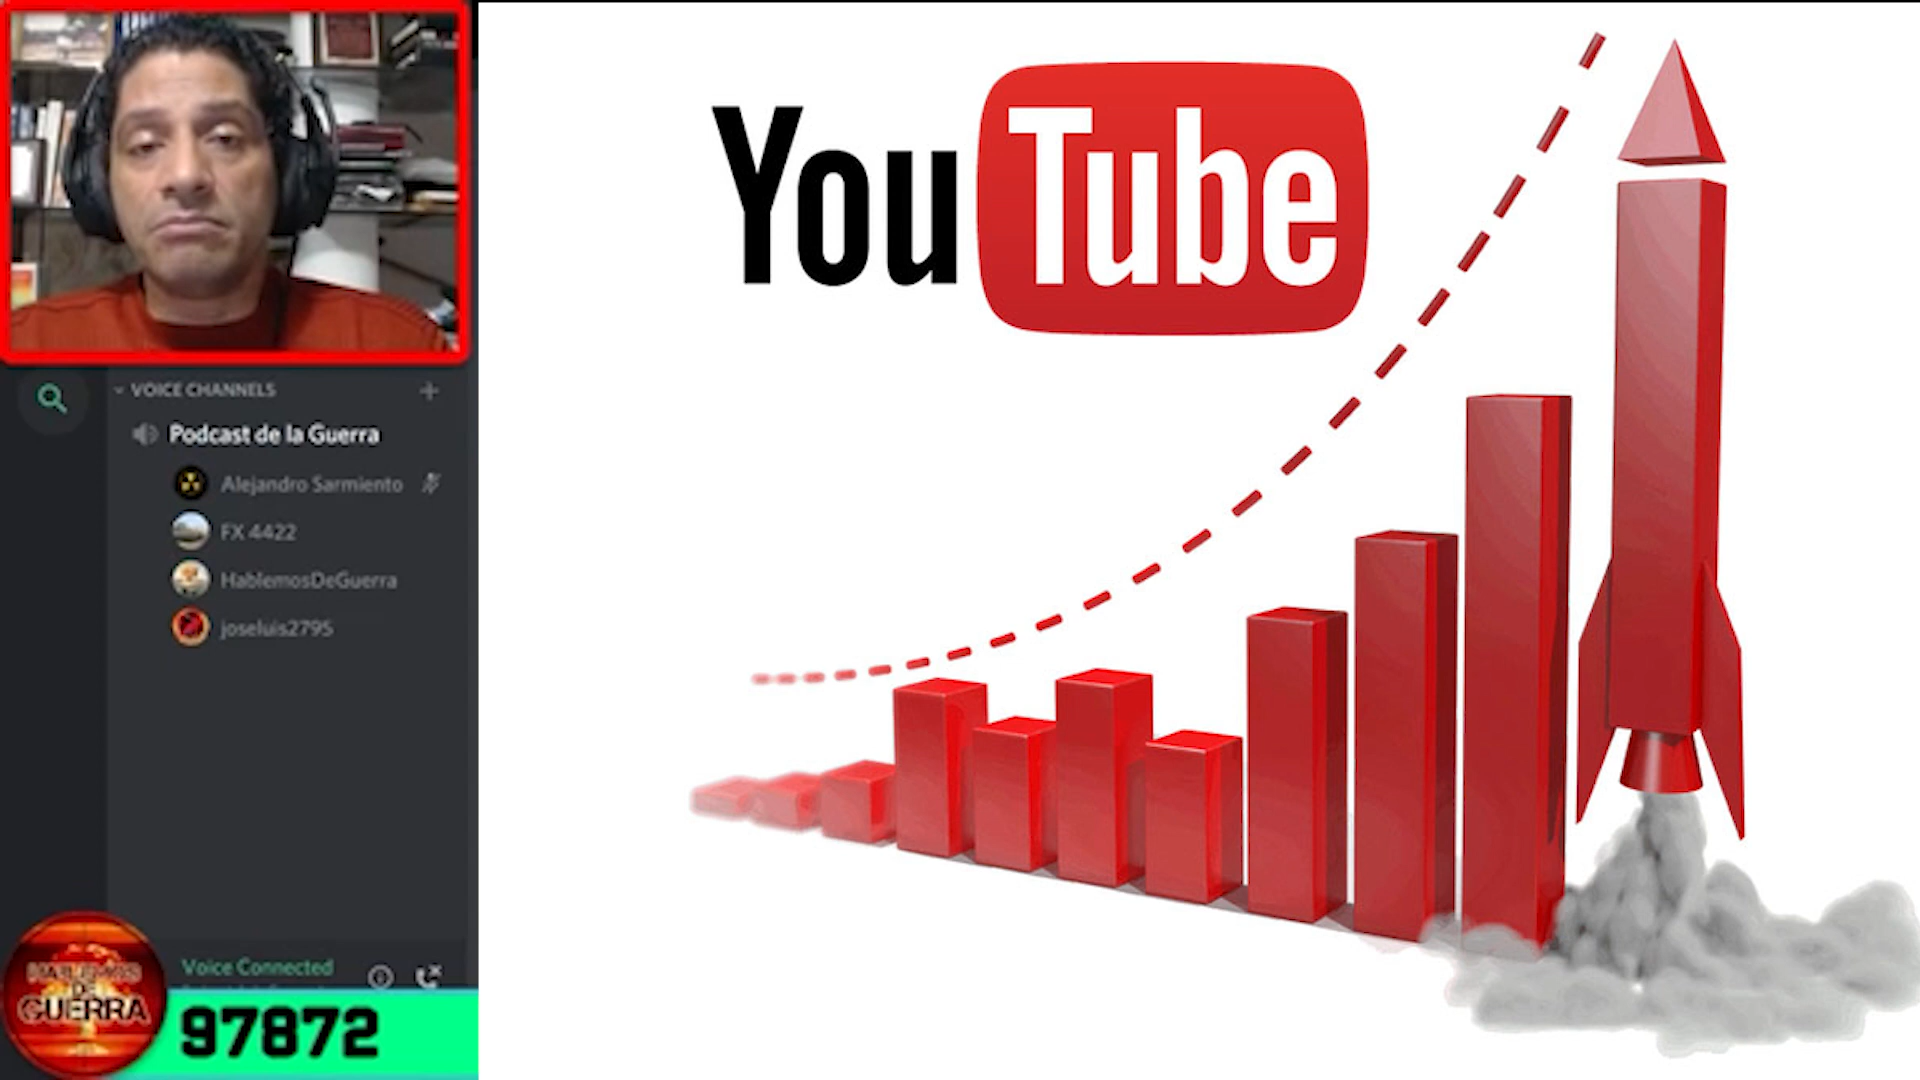 YouTube
VOICE CHANNELS
Podcast de la Guerra
Alejandro Sarmiento
FX 4422
HablemosDeGuerra
joseluis2795
Voice Connected
HABLEMOS
DE
GUERRA
97872